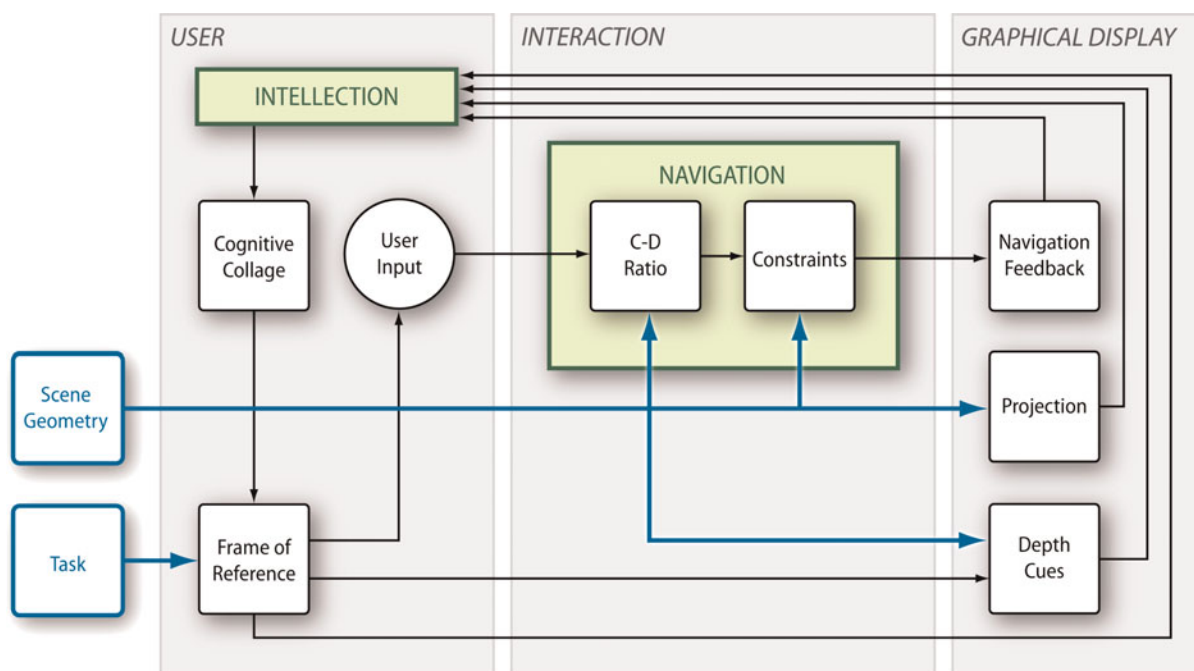 USER
INTERACTION
GRAPHICAL DISPLAY
INTELLECTION
NAVIGATION
Cognitive
Collage
User
Input
C-D
Ratio
Constraints
Navigation
Feedback
Scene
Geometry
Projection
Task
Frame of
Reference
Depth
Cues